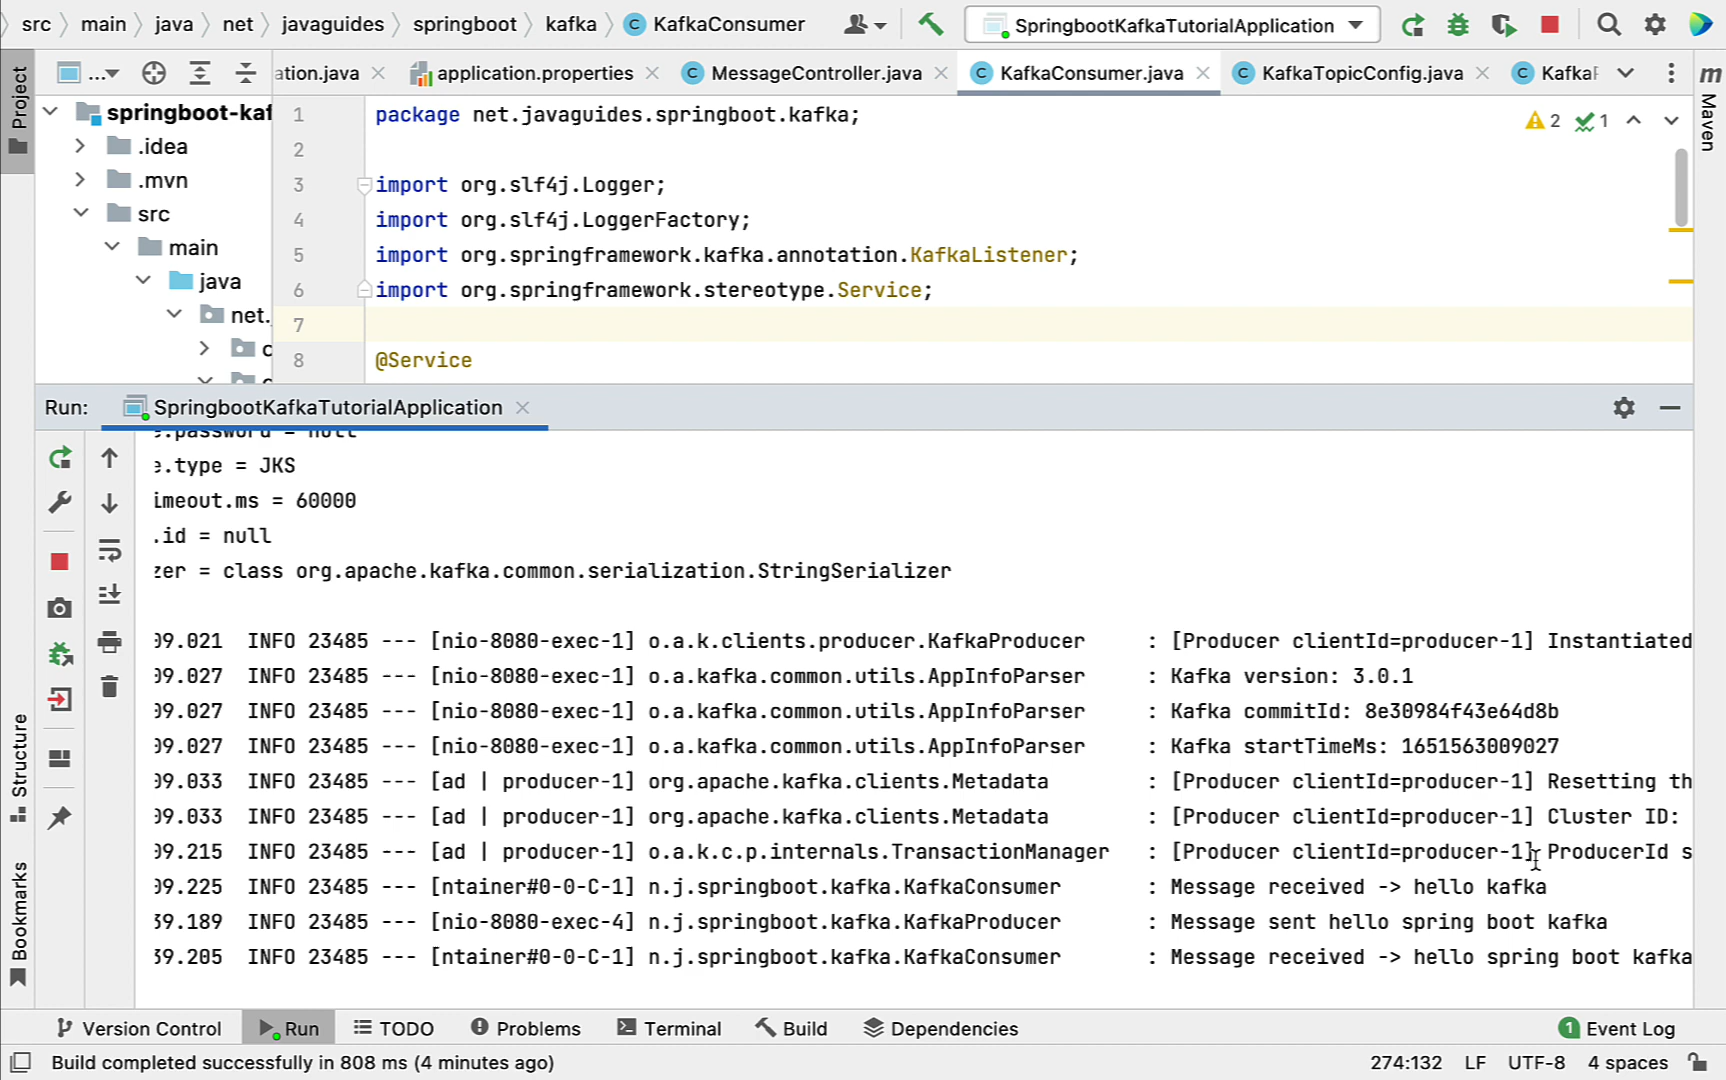 src main java net javaguides springboot kafka KafkaConsumer SpringbootKafkaTutorialApplication
... ation.java application.properties MessageController.java KafkaConsumer.java KafkaTopicConfig.java
Project
Maven
springboot-kaf
.idea
.mvn
src
main
java
net.
1 package net.javaguides.springboot.kafka;
2
3 import org.slf4j.Logger;
4 import org.slf4j.LoggerFactory;
5 import org.springframework.kafka.annotation.KafkaListener;
6 import org.springframework.stereotype.Service;
7
8 @Service
2 1
Run: SpringbootKafkaTutorialApplication
e.password = null
e.type = JKS
imeout.ms = 60000
.id = null
zer = class org.apache.kafka.common.serialization.StringSerializer
09.021 INFO 23485 --- [nio-8080-exec-1] o.a.k.clients.producer.KafkaProducer : [Producer clientId=producer-1] Instantiated
09.027 INFO 23485 --- [nio-8080-exec-1] o.a.kafka.common.utils.AppInfoParser : Kafka version: 3.0.1
09.027 INFO 23485 --- [nio-8080-exec-1] o.a.kafka.common.utils.AppInfoParser : Kafka commitId: 8e30984f43e64d8b
09.027 INFO 23485 --- [nio-8080-exec-1] o.a.kafka.common.utils.AppInfoParser : Kafka startTimeMs: 1651563009027
09.033 INFO 23485 --- [ad | producer-1] org.apache.kafka.clients.Metadata : [Producer clientId=producer-1] Resetting th
09.033 INFO 23485 --- [ad | producer-1] org.apache.kafka.clients.Metadata : [Producer clientId=producer-1] Cluster ID:
09.215 INFO 23485 --- [ad | producer-1] o.a.k.c.p.internals.TransactionManager : [Producer clientId=producer-1] ProducerId s
09.225 INFO 23485 --- [ntainer#0-0-C-1] n.j.springboot.kafka.KafkaConsumer : Message received -> hello kafka
39.189 INFO 23485 --- [nio-8080-exec-4] n.j.springboot.kafka.KafkaProducer : Message sent hello spring boot kafka
39.205 INFO 23485 --- [ntainer#0-0-C-1] n.j.springboot.kafka.KafkaConsumer : Message received -> hello spring boot kafka
Structure
Bookmarks
Version Control Run TODO Problems Terminal Build Dependencies 1 Event Log
Build completed successfully in 808 ms (4 minutes ago) 274:132 LF UTF-8 4 spaces